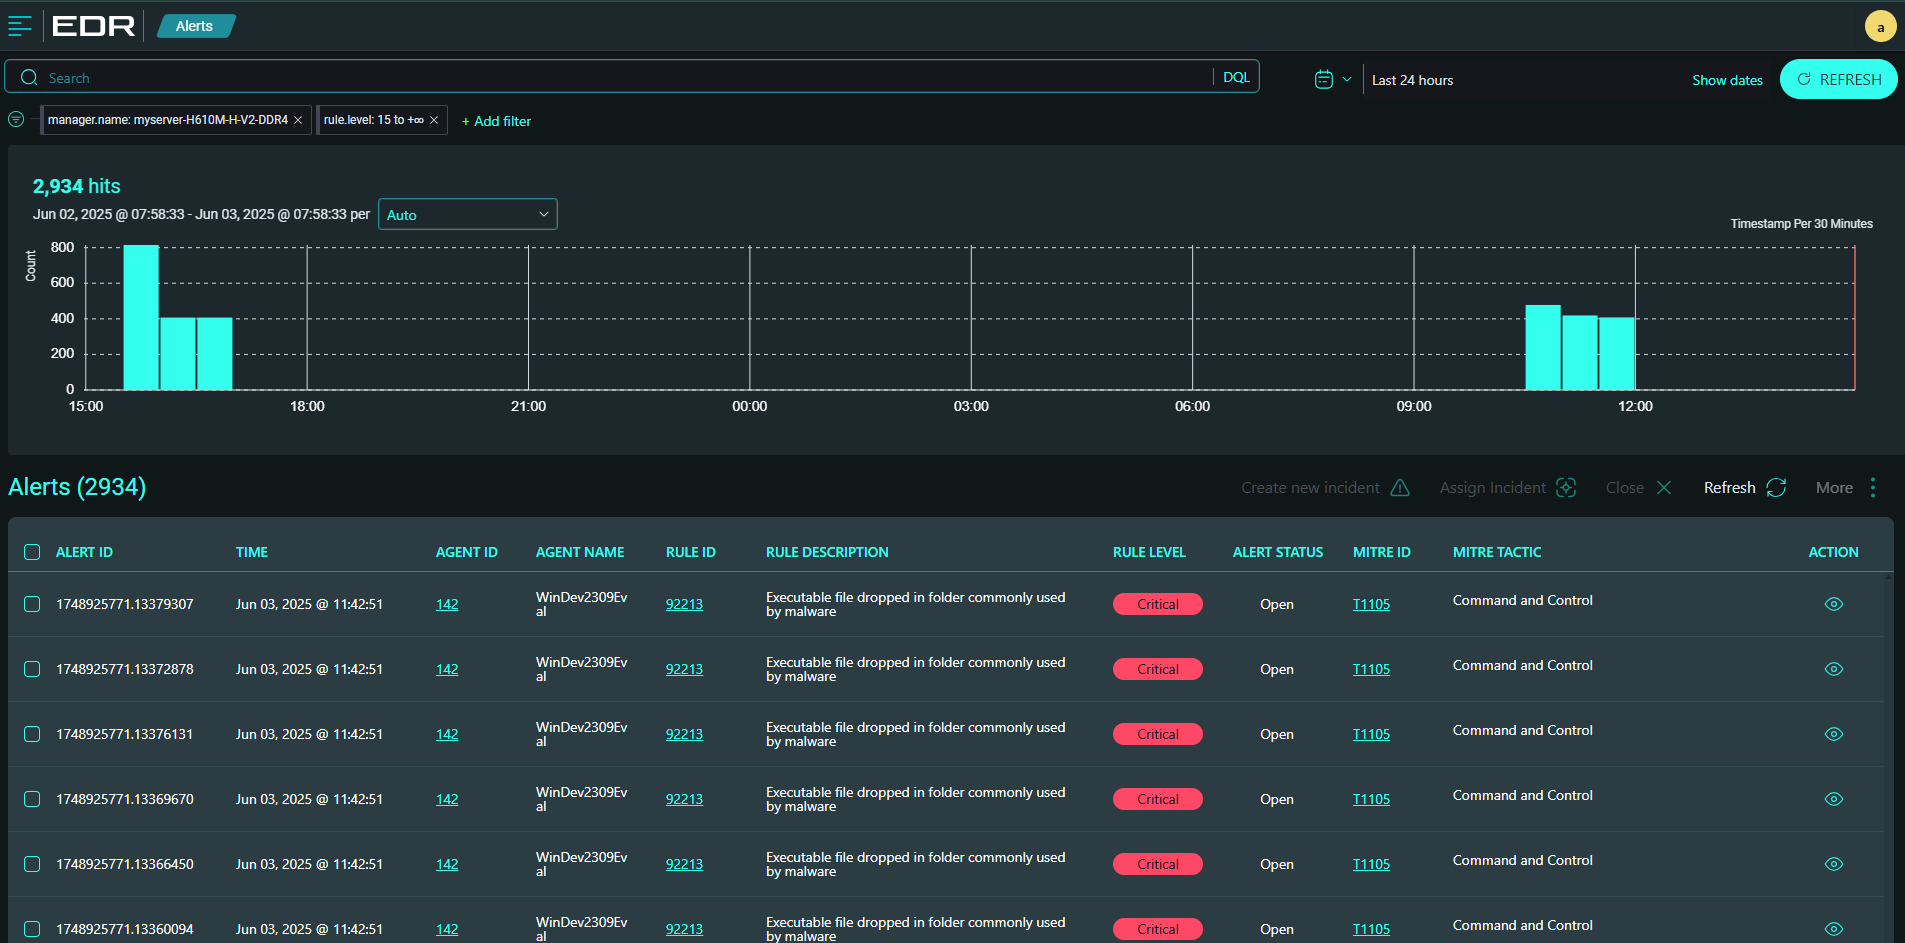 EDR
Alerts
a
Search
DQL
Last 24 hours
Show dates
REFRESH
manager.name: myserver-H610M-H-V2-DDR4
rule.level: 15 to +∞
+ Add filter
2,934 hits
Jun 02, 2025 @ 07:58:33 - Jun 03, 2025 @ 07:58:33 per
Auto
Timestamp Per 30 Minutes
Count
800
600
400
200
0
15:00 18:00 21:00 00:00 03:00 06:00 09:00 12:00
Alerts (2934)
Create new incident
Assign Incident
Close
Refresh
More
ALERT ID TIME AGENT ID AGENT NAME RULE ID RULE DESCRIPTION RULE LEVEL ALERT STATUS MITRE ID MITRE TACTIC ACTION
1748925771.13379307 Jun 03, 2025 @ 11:42:51 142 WinDev2309Ev 92213 Executable file dropped in folder commonly used Critical Open T1105 Command and Control
al by malware
1748925771.13372878 Jun 03, 2025 @ 11:42:51 142 WinDev2309Ev 92213 Executable file dropped in folder commonly used Critical Open T1105 Command and Control
al by malware
1748925771.13376131 Jun 03, 2025 @ 11:42:51 142 WinDev2309Ev 92213 Executable file dropped in folder commonly used Critical Open T1105 Command and Control
al by malware
1748925771.13369670 Jun 03, 2025 @ 11:42:51 142 WinDev2309Ev 92213 Executable file dropped in folder commonly used Critical Open T1105 Command and Control
al by malware
1748925771.13366450 Jun 03, 2025 @ 11:42:51 142 WinDev2309Ev 92213 Executable file dropped in folder commonly used Critical Open T1105 Command and Control
al by malware
1748925771.13360094 Jun 03, 2025 @ 11:42:51 142 WinDev2309Ev 92213 Executable file dropped in folder commonly used Critical Open T1105 Command and Control
al by malware